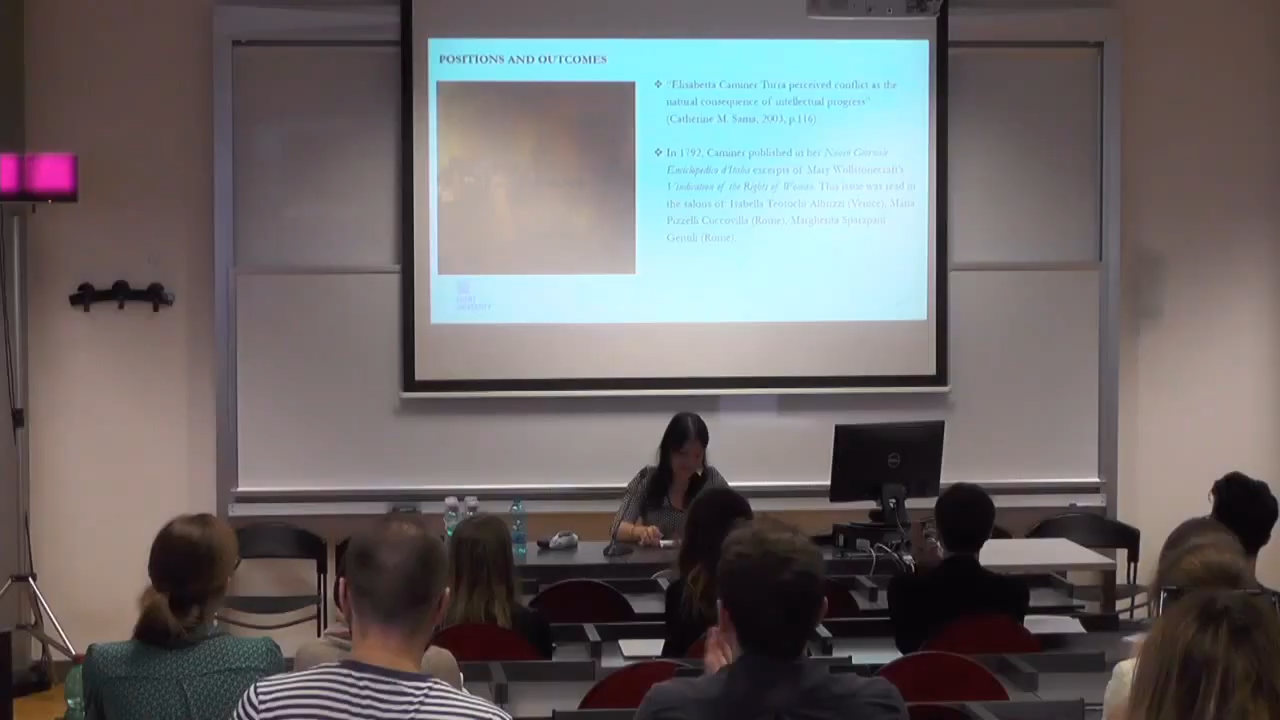 POSITIONS AND OUTCOMES
❖ "Elisabetta Caminer Turra perceived conflict as the
natural consequence of intellectual progress"
(Catherine M. Sama, 2003, p.116)
❖ In 1792, Caminer published in her Nuovo Giornale
Enciclopedico d'Italia excerpts of Mary Wollstonecraft's
Vindication of the Rights of Woman. This issue was read in
the salons of Isabella Teotochi Albrizzi (Venice), Maria
Pizzelli Cuccovilla (Rome), Margherita Sparapani
Gentili (Rome).
UNIVERSITY
DELL